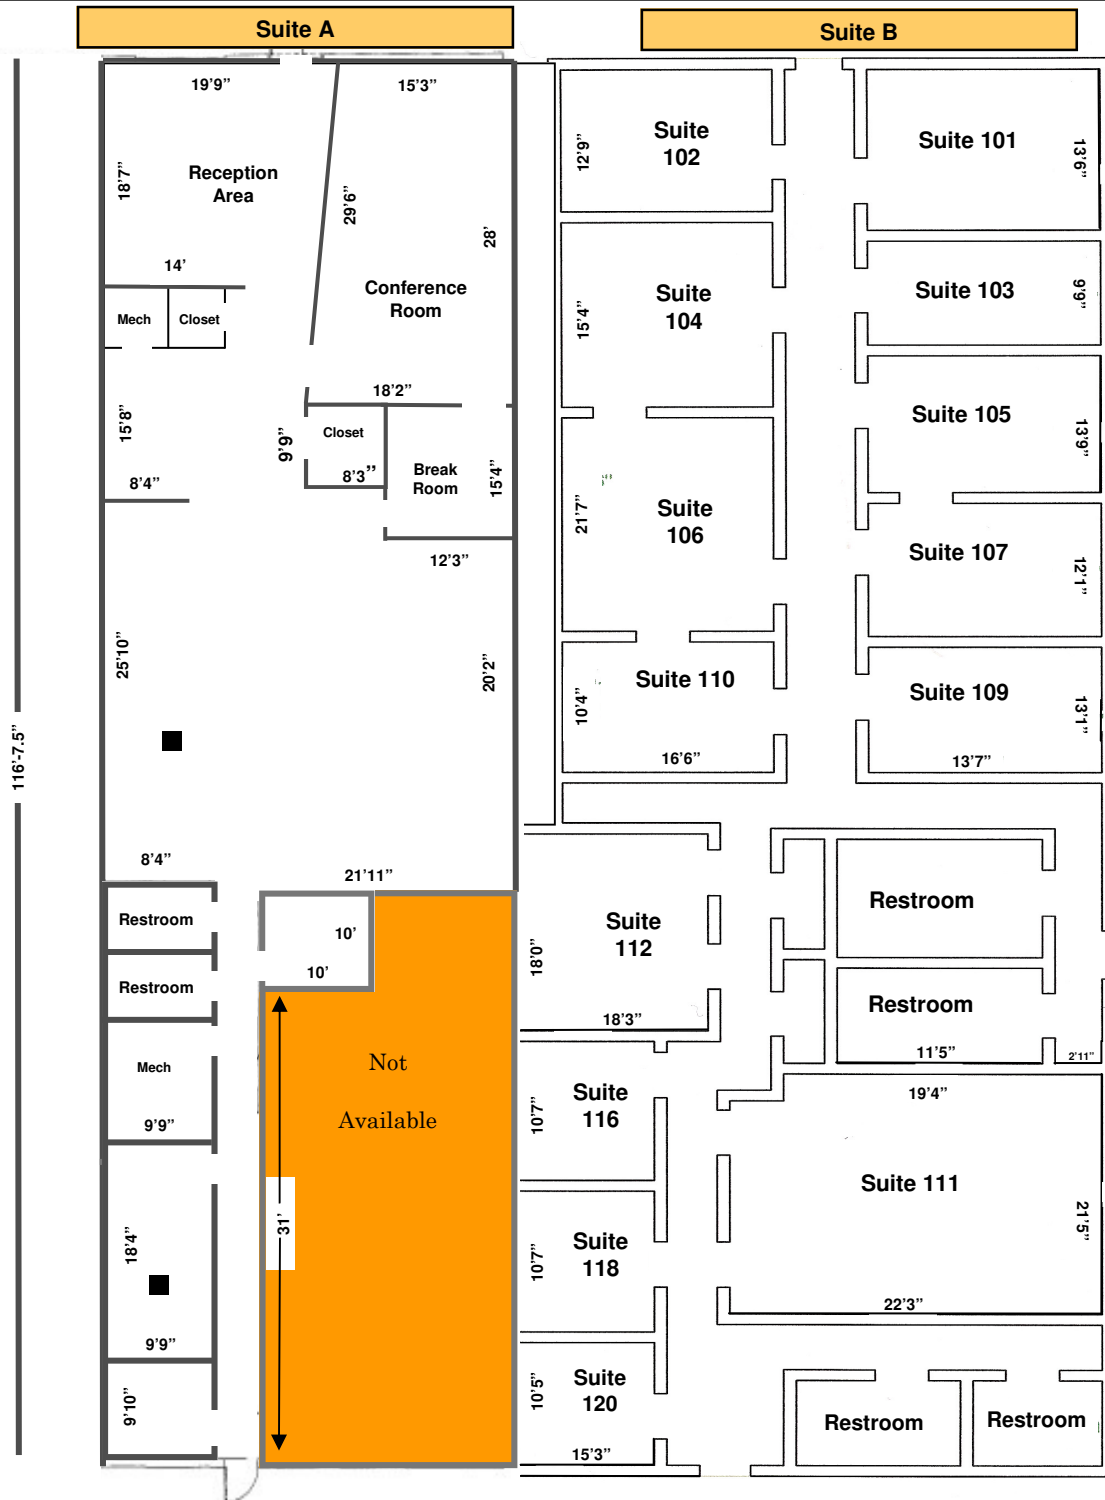 Suite A
Suite B
19’9”
15’3”
18’7”
Reception
Area
29’6”
28’
14’
Conference
Room
Mech
Closet
18’2”
15’8”
9’9”
Closet
8’3”
Break
Room
15’4”
8’4”
12’3”
25’10”
20’2”
116’-7.5”
8’4”
21’11”
Restroom
10’
10’
Restroom
Not
Available
Mech
9’9”
31’
18’4”
9’9”
9’10”
12’9”
Suite
102
Suite 101
13’6”
15’4”
Suite
104
Suite 103
9’9”
Suite 105
13’9”
21’7”
Suite
106
Suite 107
12’1”
Suite 110
10’4”
16’6”
Suite 109
13’1”
13’7”
Suite
112
18’0”
18’3”
Restroom
Restroom
11’5”
2’11”
19’4”
Suite
116
10’7”
Suite 111
21’5”
22’3”
Suite
118
10’7”
Suite
120
10’5”
15’3”
Restroom
Restroom